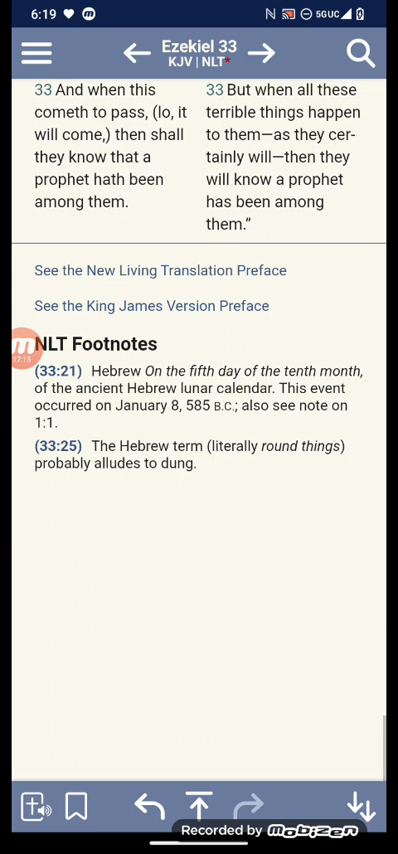 6:19
5GUC
Ezekiel 33
KJV | NLT*
33 And when this
cometh to pass, (lo, it
will come,) then shall
they know that a
prophet hath been
among them.
33 But when all these
terrible things happen
to them—as they cer-
tainly will—then they
will know a prophet
has been among
them.”
See the New Living Translation Preface
See the King James Version Preface
17:15
NLT Footnotes
(33:21) Hebrew On the fifth day of the tenth month,
of the ancient Hebrew lunar calendar. This event
occurred on January 8, 585 B.C.; also see note on
1:1.
(33:25) The Hebrew term (literally round things)
probably alludes to dung.
Recorded by mobizen